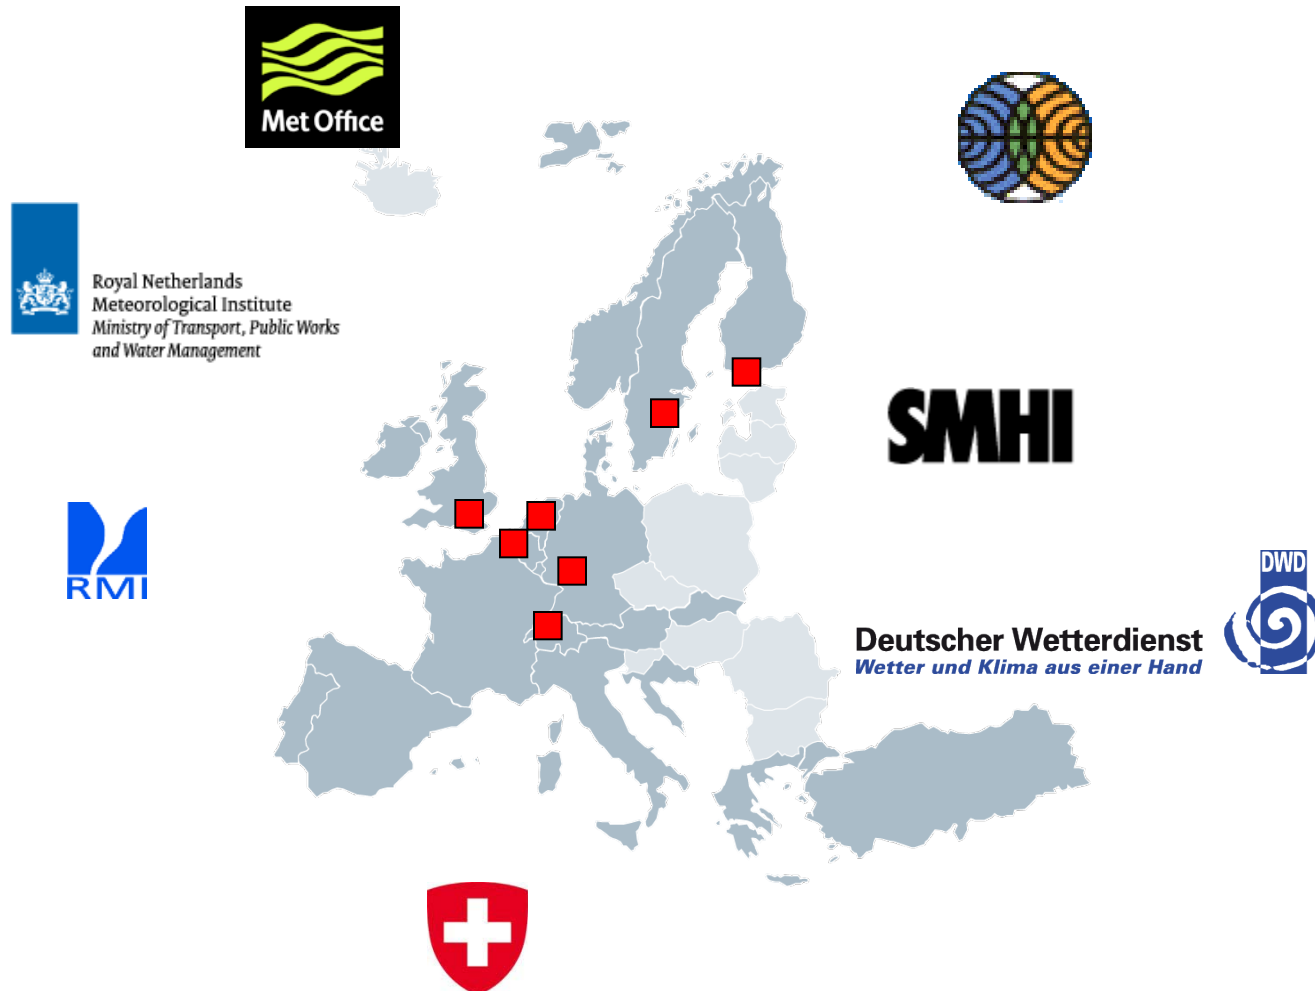 Met Office
Royal Netherlands
Meteorological Institute
Ministry of Transport, Public Works
and Water Management
SMHI
RMI
DWD
Deutscher Wetterdienst
Wetter und Klima aus einer Hand